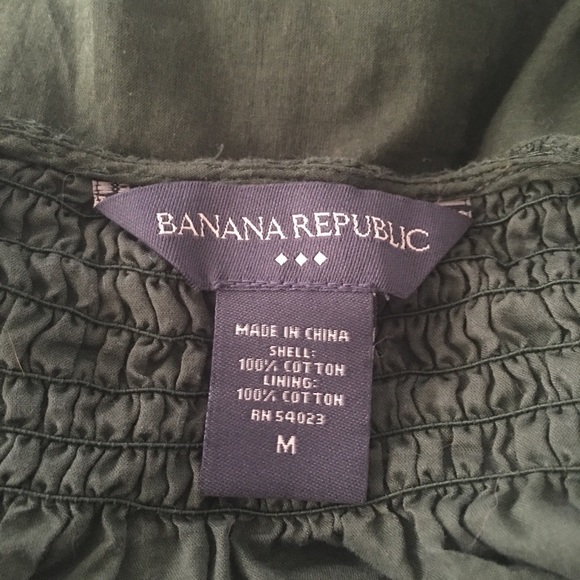 BANANA REPUBLIC
MADE IN CHINA
SHELL:
100% COTTON
LINING:
100% COTTON
RN 54023
M